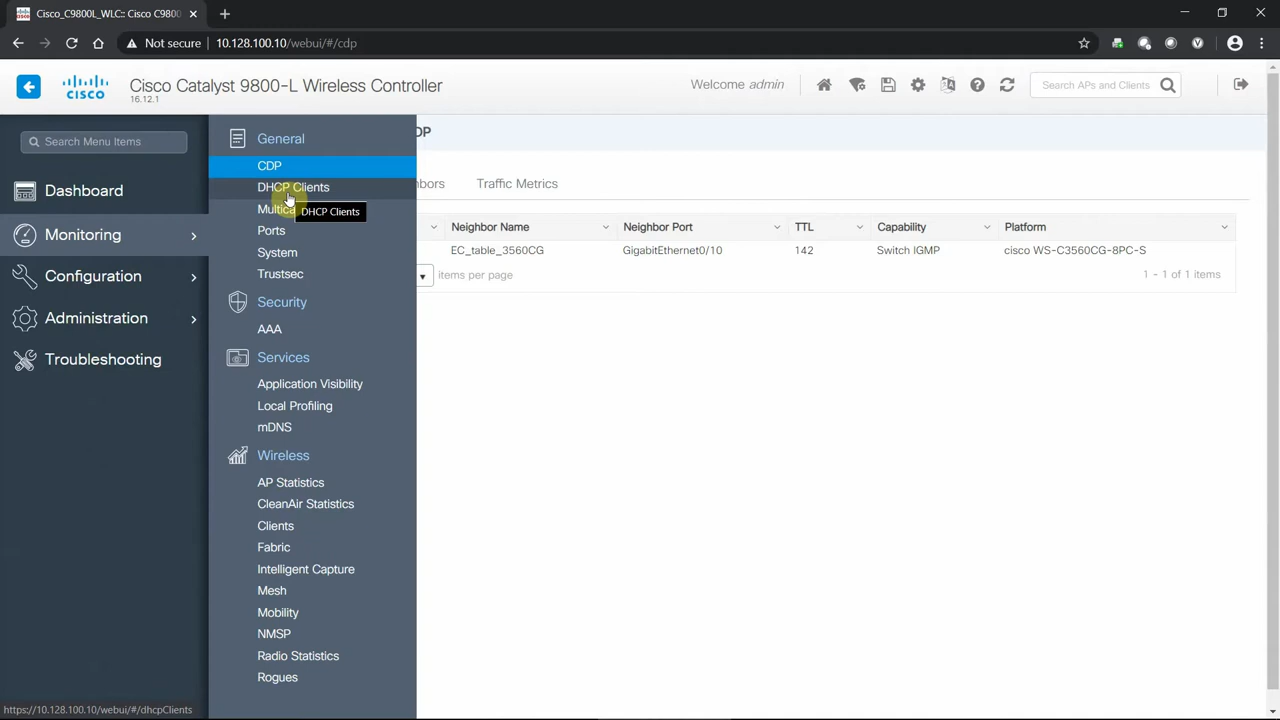 Cisco_C9800L_WLC:: Cisco C9800
Not secure
10.128.100.10/webui/#/cdp
CISCO
Cisco Catalyst 9800-L Wireless Controller
16.12.1
Welcome admin
Search APs and Clients
Search Menu Items
Dashboard
Monitoring
Configuration
Administration
Troubleshooting
General
CDP
DHCP Clients
DHCP Clients
Ports
System
Trustsec
Security
AAA
Services
Application Visibility
Local Profiling
mDNS
Wireless
AP Statistics
CleanAir Statistics
Clients
Fabric
Intelligent Capture
Mesh
Mobility
NMSP
Radio Statistics
Rogues
Traffic Metrics
Neighbor Name
Neighbor Port
TTL
Capability
Platform
EC_table_3560CG
GigabitEthernet0/10
142
Switch IGMP
cisco WS-C3560CG-8PC-S
items per page
1 - 1 of 1 items
https://10.128.100.10/webui/#/dhcpClients